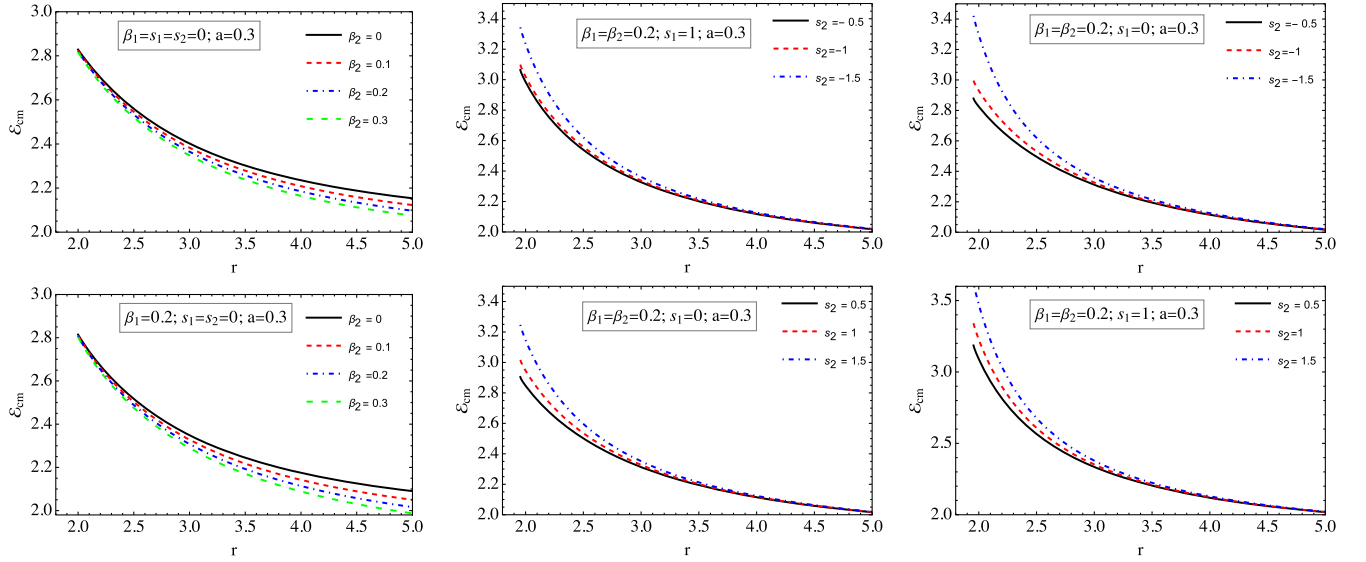 β₁=s₁=s₂=0; a=0.3
β₂ = 0
β₂ = 0.1
β₂ =0.2
β₂ = 0.3
ℰcm
3.0
2.8
2.6
2.4
2.2
2.0
2.0 2.5 3.0 3.5 4.0 4.5 5.0
r
β₁=β₂=0.2; s₁=1; a=0.3
s₂ =− 0.5
s₂=−1
s₂= −1.5
ℰcm
3.4
3.2
3.0
2.8
2.6
2.4
2.2
2.0
2.0 2.5 3.0 3.5 4.0 4.5 5.0
r
β₁=β₂=0.2; s₁=0; a=0.3
s₂ =− 0.5
s₂=−1
s₂= −1.5
ℰcm
3.4
3.2
3.0
2.8
2.6
2.4
2.2
2.0
2.0 2.5 3.0 3.5 4.0 4.5 5.0
r
β₁=0.2; s₁=s₂=0; a=0.3
β₂ = 0
β₂ = 0.1
β₂ =0.2
β₂ = 0.3
ℰcm
3.0
2.8
2.6
2.4
2.2
2.0
2.0 2.5 3.0 3.5 4.0 4.5 5.0
r
β₁=β₂=0.2; s₁=0; a=0.3
s₂ = 0.5
s₂ = 1
s₂ = 1.5
ℰcm
3.4
3.2
3.0
2.8
2.6
2.4
2.2
2.0
2.0 2.5 3.0 3.5 4.0 4.5 5.0
r
β₁=β₂=0.2; s₁=1; a=0.3
s₂ = 0.5
s₂ =1
s₂ = 1.5
ℰcm
3.5
3.0
2.5
2.0
2.0 2.5 3.0 3.5 4.0 4.5 5.0
r